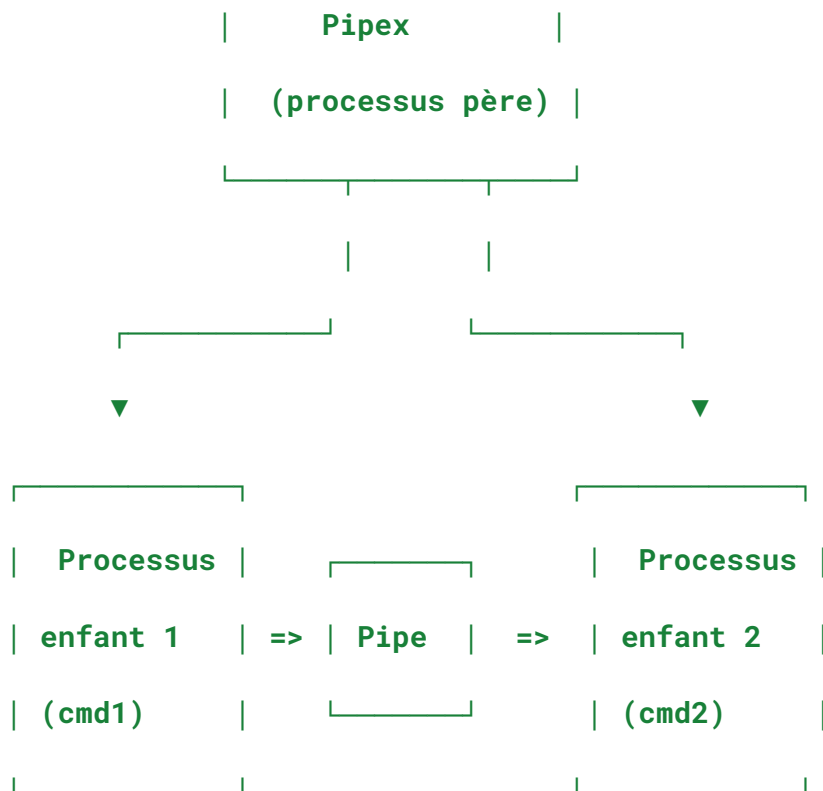 Pipex
(processus père)
▼ ▼
Processus Processus
enfant 1 => Pipe => enfant 2
(cmd1) (cmd2)